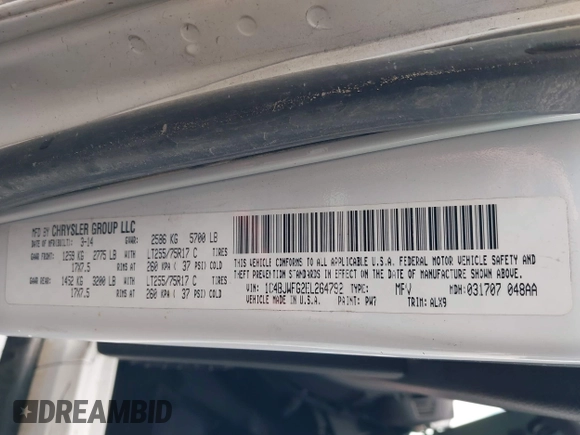 MFD BY CHRYSLER GROUP LLC
DATE OF MFR(BUILT): 3-14 GVWR: 2586 KG 5700 LB
GAWR FRONT: 1259 KG 2775 LB LT255/75R17 C TIRES
17X7.5 RIMS AT 260 KPA ( 37 PSI) COLD
GAWR REAR: 1452 KG 3200 LB LT255/75R17 C TIRES
17X7.5 RIMS AT 260 KPA ( 37 PSI) COLD
THIS VEHICLE CONFORMS TO ALL APPLICABLE U.S.A. FEDERAL MOTOR VEHICLE SAFETY AND
THEFT PREVENTION STANDARDS IN EFFECT ON THE DATE OF MANUFACTURE SHOWN ABOVE.
VIN: 1C4BJWFG2EL264792 TYPE: MPV MDH: 031707 048AA
VEHICLE MADE IN U.S.A. PAINT: PW7 TRIM: ALX9
DREAMBID